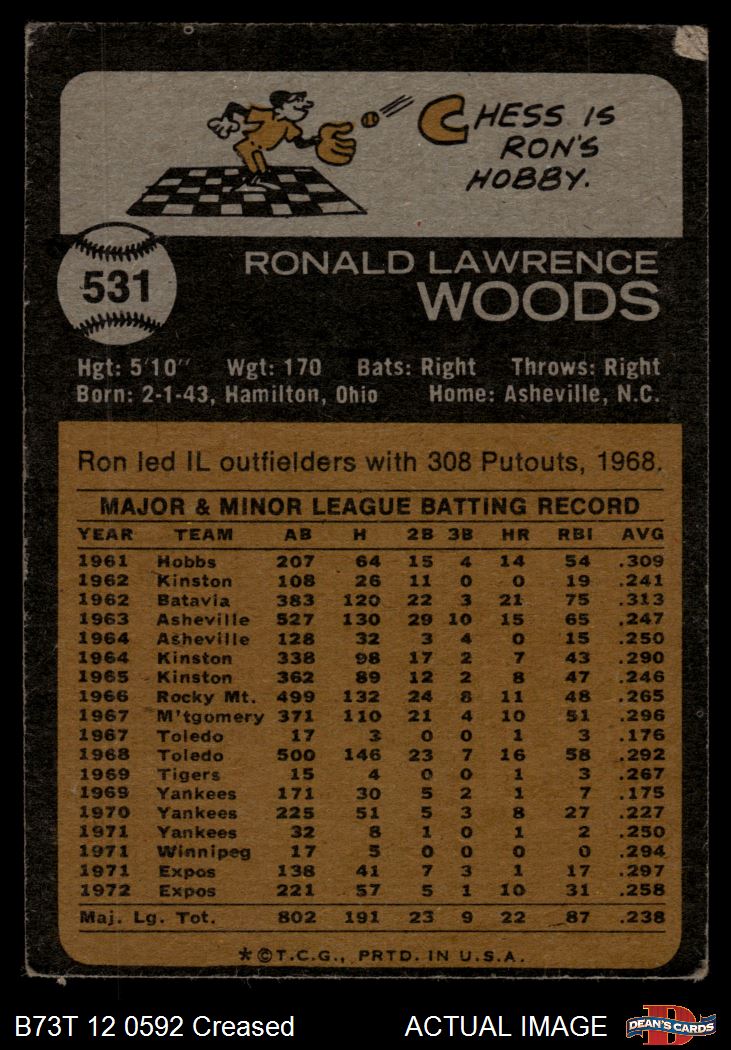 CHESS IS
RON'S
HOBBY.
531
RONALD LAWRENCE
WOODS
Hgt: 5'10" Wgt: 170 Bats: Right Throws: Right
Born: 2-1-43, Hamilton, Ohio Home: Asheville, N.C.
Ron led IL outfielders with 308 Putouts, 1968.
MAJOR & MINOR LEAGUE BATTING RECORD
YEAR TEAM AB H 2B 3B HR RBI AVG
1961 Hobbs 207 64 15 4 14 54 .309
1962 Kinston 108 26 11 0 0 19 .241
1962 Batavia 383 120 22 3 21 75 .313
1963 Asheville 527 130 29 10 15 65 .247
1964 Asheville 128 32 3 4 0 15 .250
1964 Kinston 338 98 17 2 7 43 .290
1965 Kinston 362 89 12 2 8 47 .246
1966 Rocky Mt. 499 132 24 8 11 48 .265
1967 M'tgomery 371 110 21 4 10 51 .296
1967 Toledo 17 3 0 0 1 3 .176
1968 Toledo 500 146 23 7 16 58 .292
1969 Tigers 15 4 0 0 1 3 .267
1969 Yankees 171 30 5 2 1 7 .175
1970 Yankees 225 51 5 3 8 27 .227
1971 Yankees 32 8 1 0 1 2 .250
1971 Winnipeg 17 5 0 0 0 0 .294
1971 Expos 138 41 7 3 1 17 .297
1972 Expos 221 57 5 1 10 31 .258
Maj. Lg. Tot. 802 191 23 9 22 87 .238
*©T.C.G., PRTD. IN U.S.A.
B73T 12 0592 Creased ACTUAL IMAGE
DEAN'S CARDS